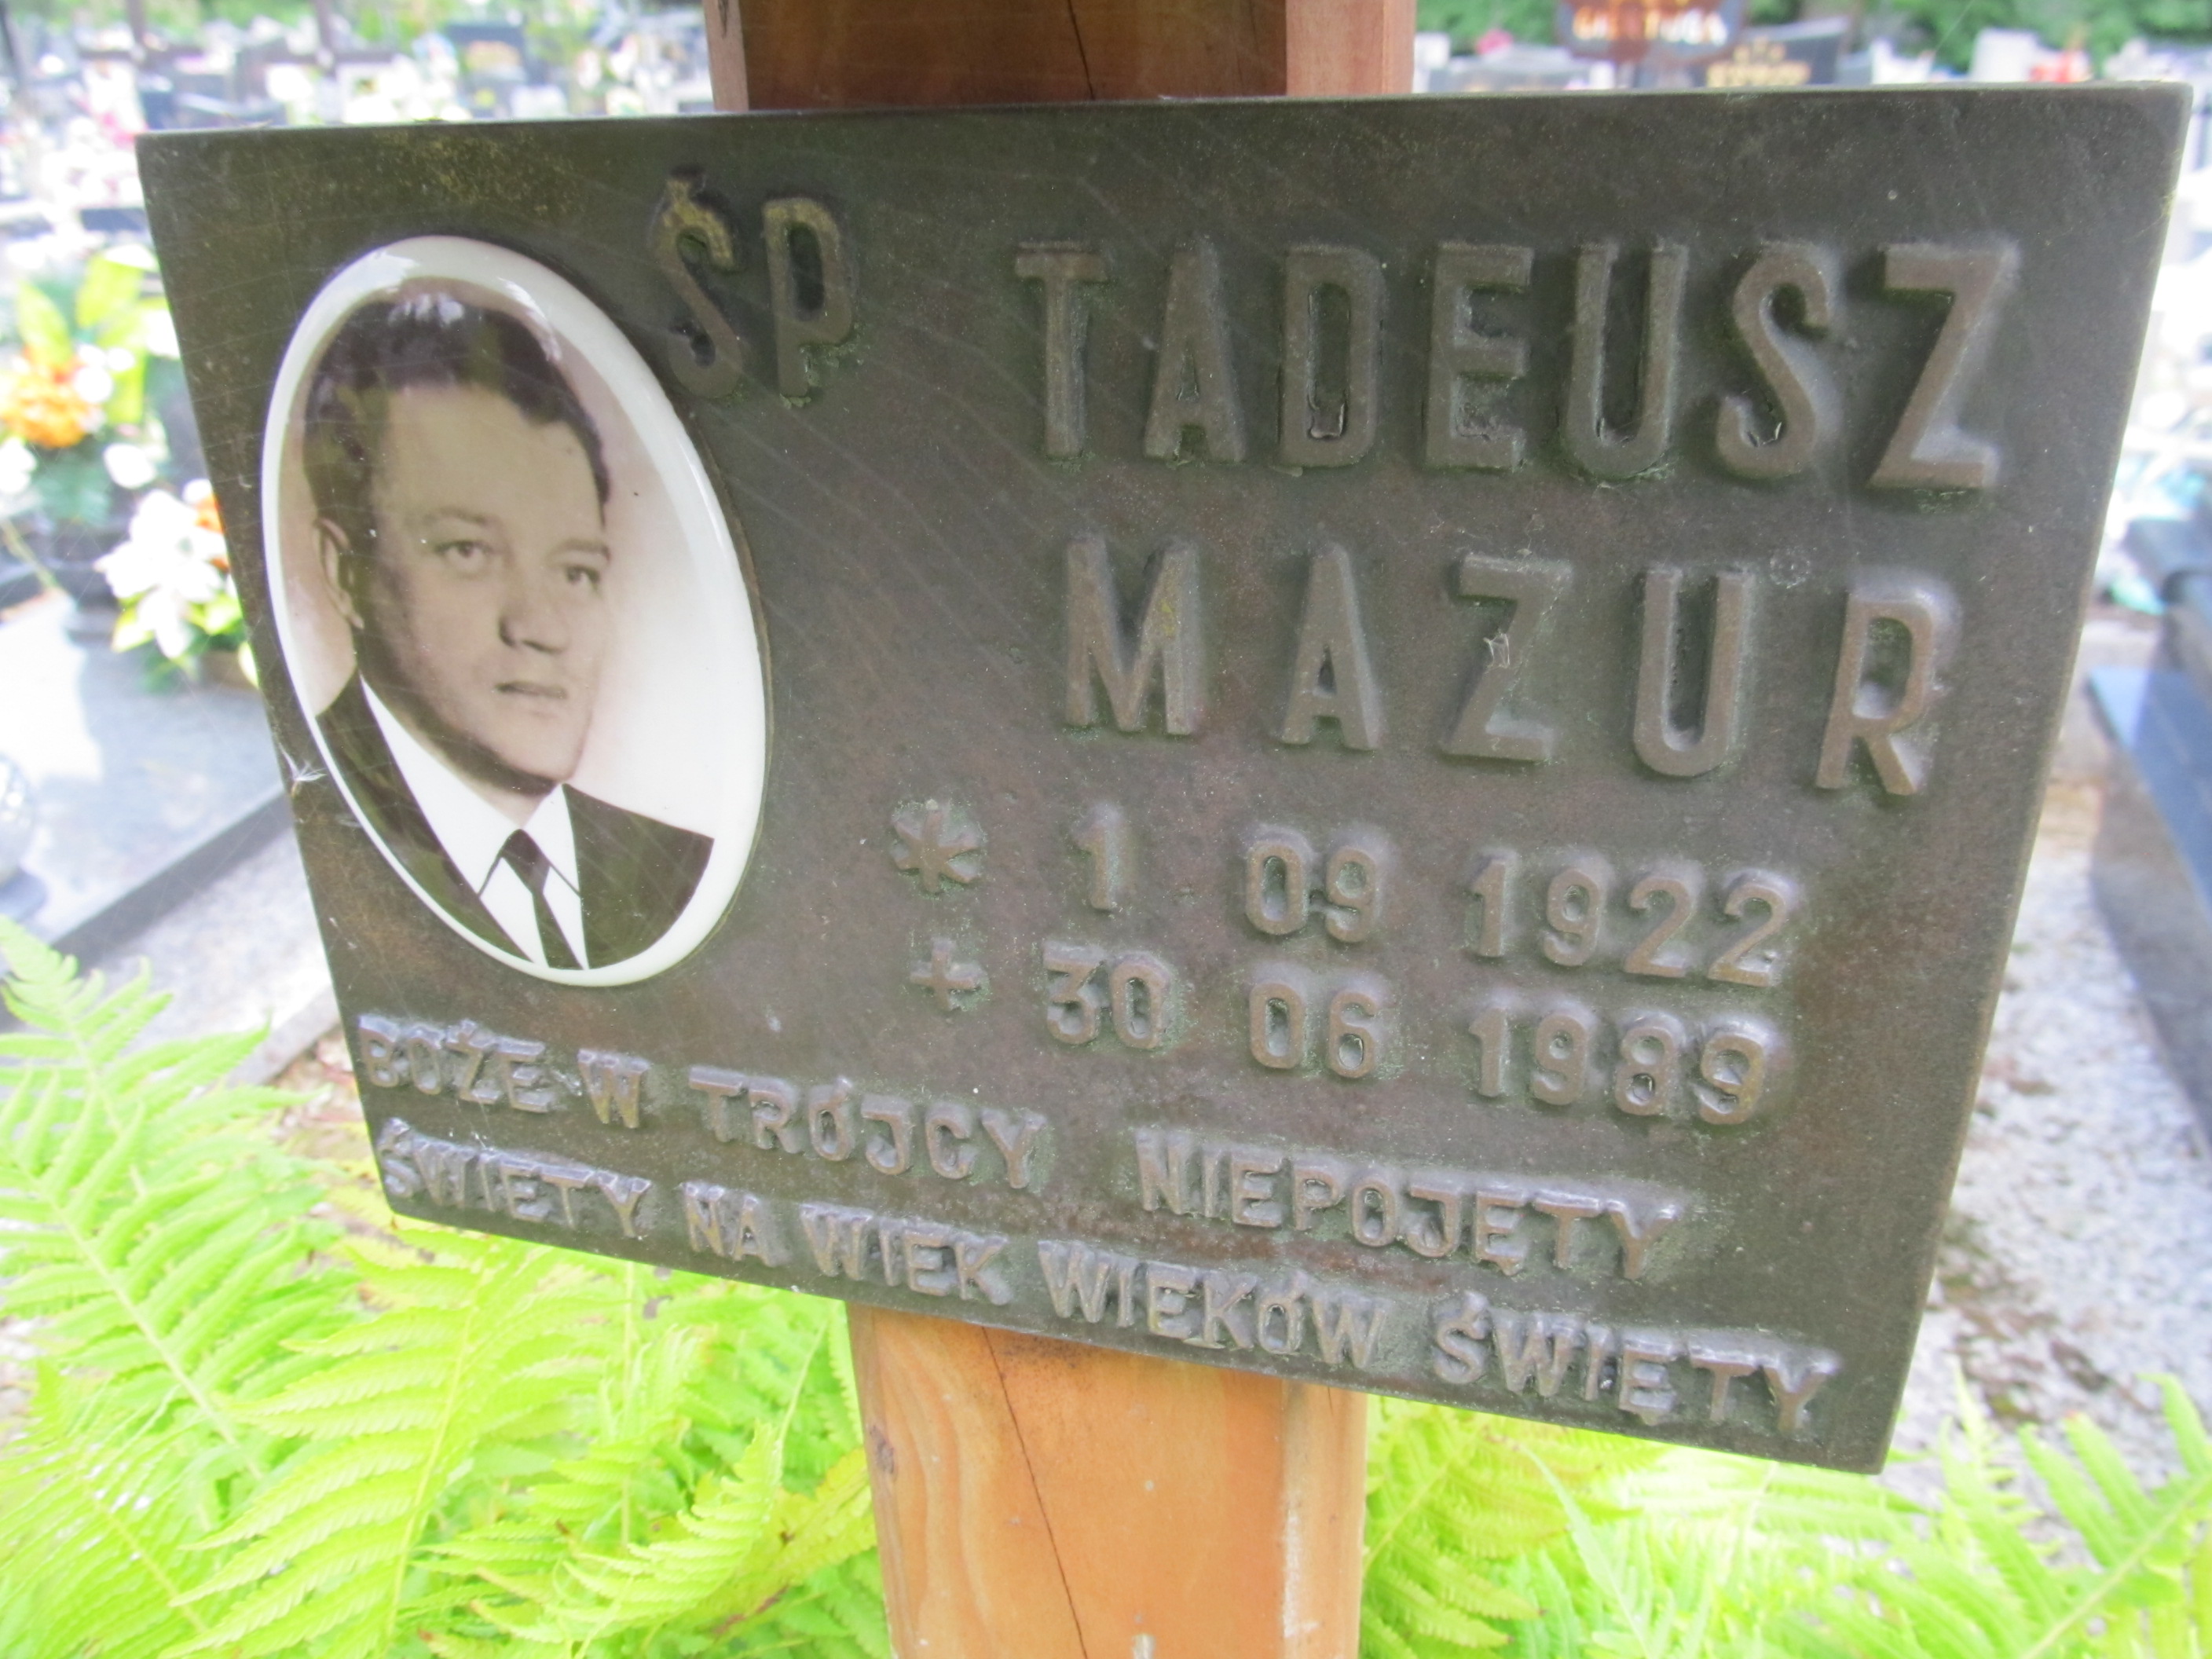 ŚP TADEUSZ
MAZUR
* 1 09 1922
+ 30 06 1989
BOŻE W TRÓJCY NIEPOJĘTY
ŚWIĘTY NA WIEK WIEKÓW ŚWIĘTY